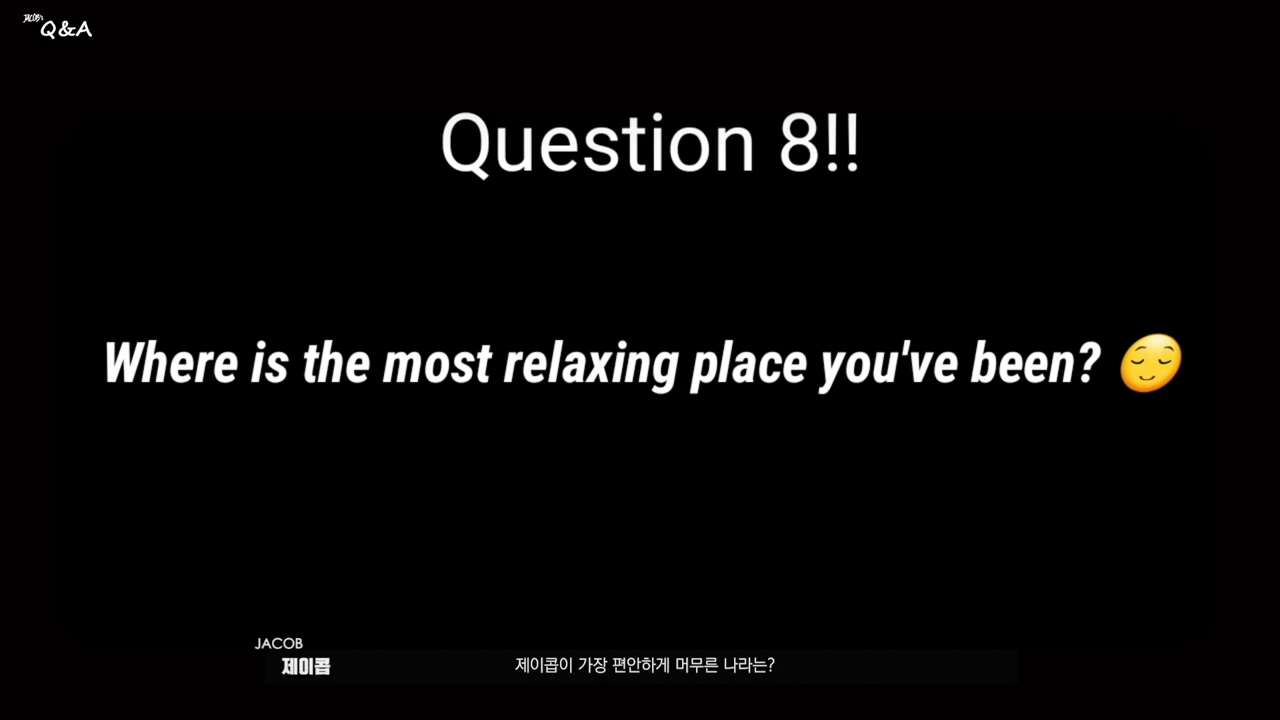 JACOB's
Q&A
Question 8!!
Where is the most relaxing place you've been? 😌
JACOB
제이콥
제이콥이 가장 편안하게 머무른 나라는?